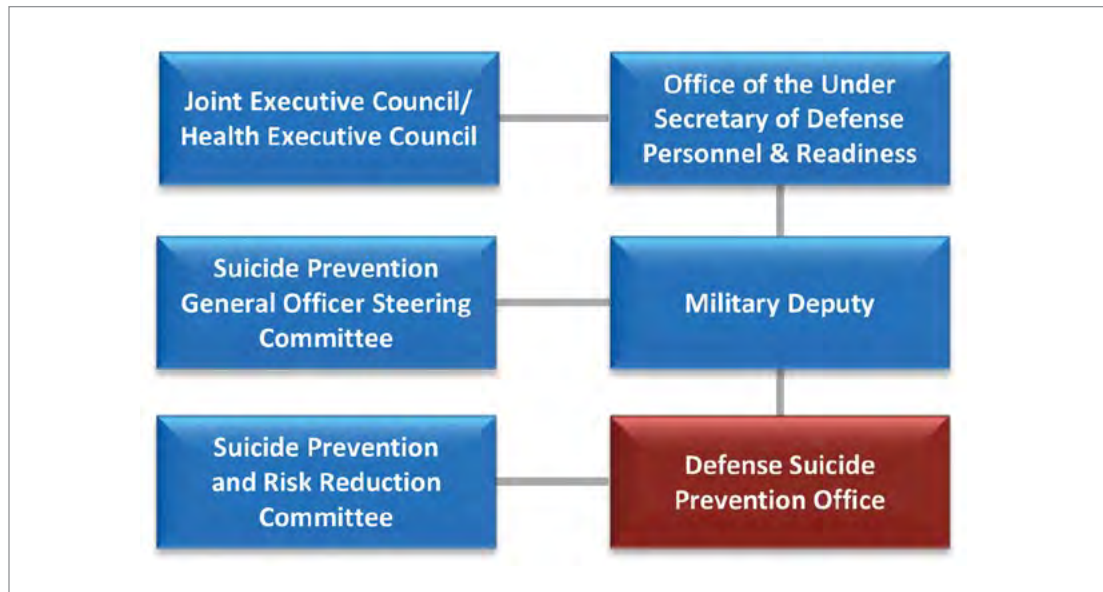 Joint Executive Council/
Health Executive Council
Office of the Under
Secretary of Defense
Personnel & Readiness
Suicide Prevention
General Officer Steering
Committee
Military Deputy
Suicide Prevention
and Risk Reduction
Committee
Defense Suicide
Prevention Office